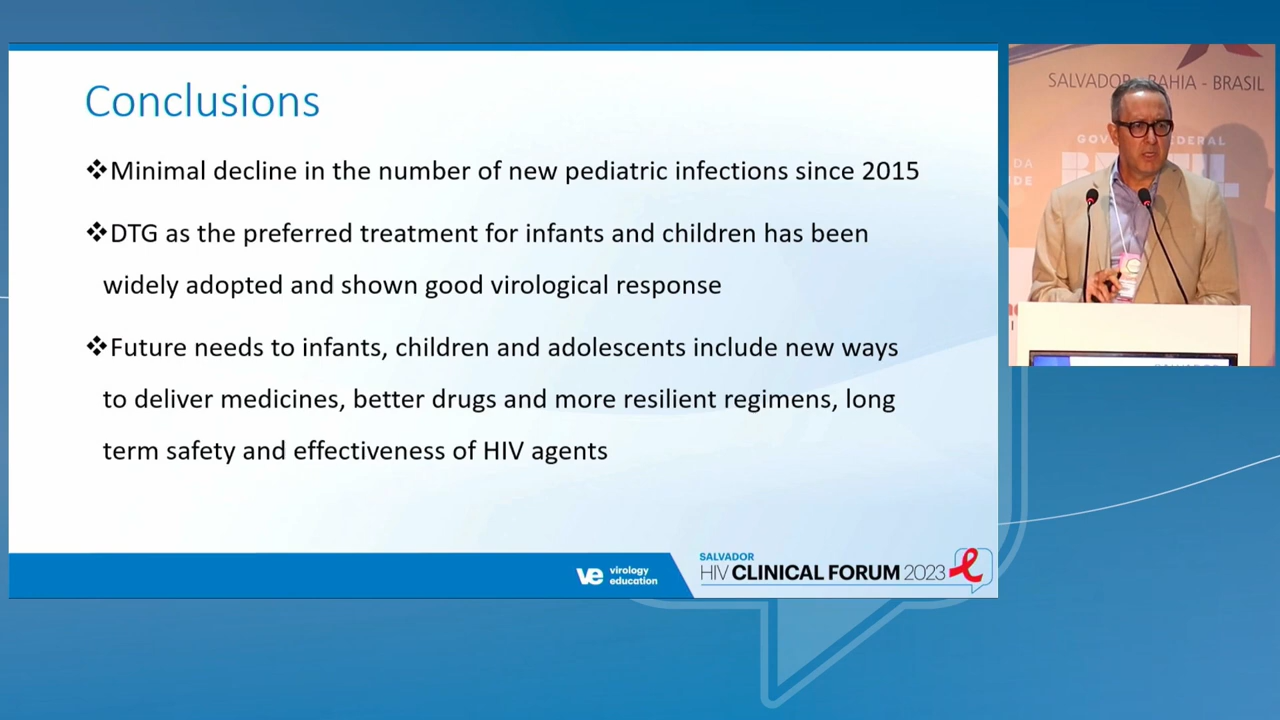 Conclusions
❖Minimal decline in the number of new pediatric infections since 2015
❖DTG as the preferred treatment for infants and children has been
widely adopted and shown good virological response
❖Future needs to infants, children and adolescents include new ways
to deliver medicines, better drugs and more resilient regimens, long
term safety and effectiveness of HIV agents
ve virology
education
SALVADOR
HIV CLINICAL FORUM 2023
SALVADOR - BAHIA - BRASIL